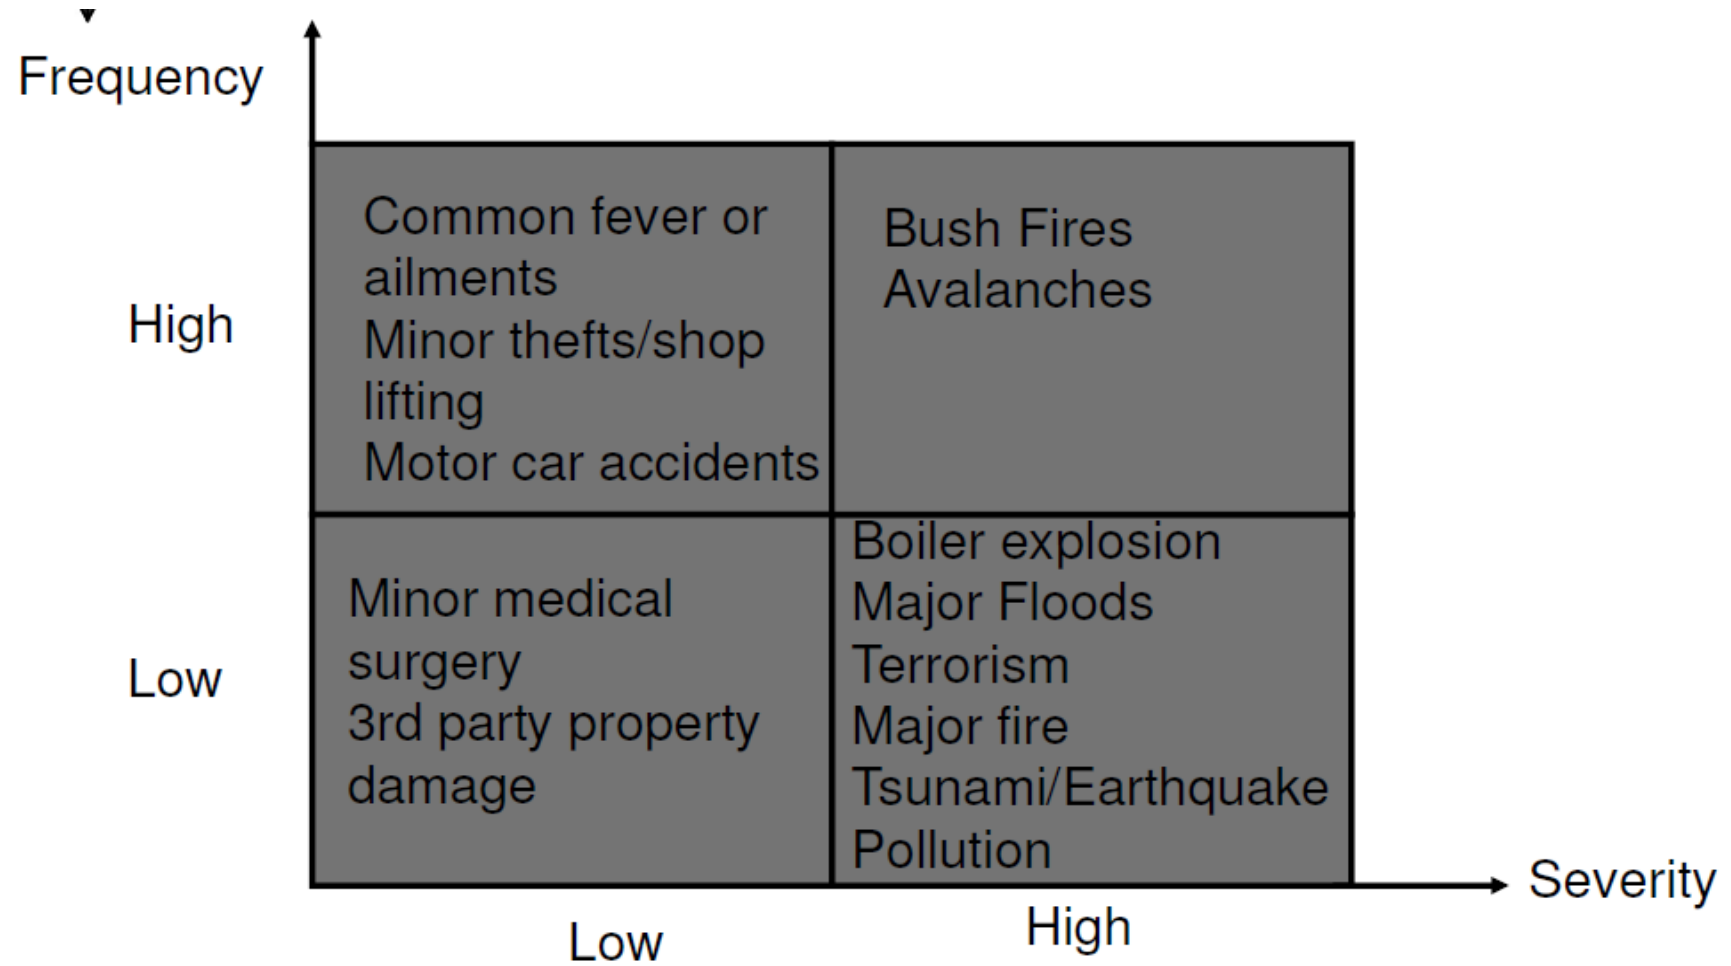 Frequency
High
Common fever or
ailments
Minor thefts/shop
lifting
Motor car accidents
Bush Fires
Avalanches
Low
Minor medical
surgery
3rd party property
damage
Boiler explosion
Major Floods
Terrorism
Major fire
Tsunami/Earthquake
Pollution
Severity
Low
High